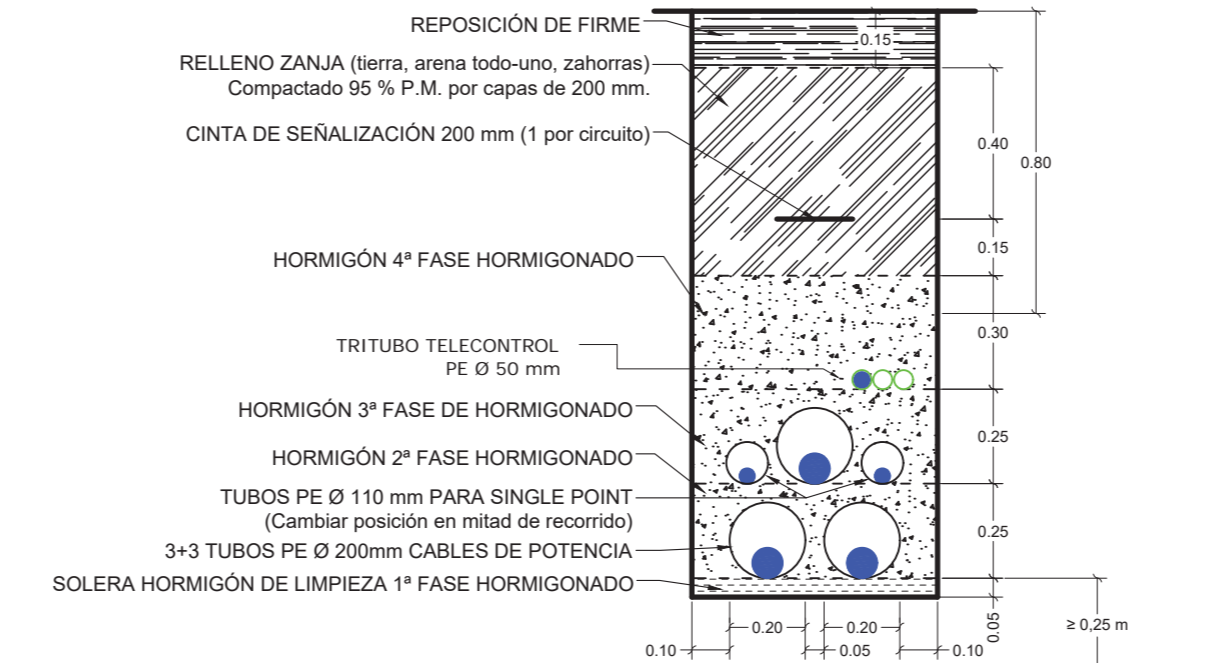 REPOSICIÓN DE FIRME
0.15
RELLENO ZANJA (tierra, arena todo-uno, zahorras)
Compactado 95 % P.M. por capas de 200 mm.
CINTA DE SEÑALIZACIÓN 200 mm (1 por circuito)
0.40
0.80
0.15
HORMIGÓN 4ª FASE HORMIGONADO
0.30
TRITUBO TELECONTROL
PE Ø 50 mm
HORMIGÓN 3ª FASE DE HORMIGONADO
0.25
HORMIGÓN 2ª FASE HORMIGONADO
TUBOS PE Ø 110 mm PARA SINGLE POINT
(Cambiar posición en mitad de recorrido)
0.25
3+3 TUBOS PE Ø 200mm CABLES DE POTENCIA
SOLERA HORMIGÓN DE LIMPIEZA 1ª FASE HORMIGONADO
0.05
≥ 0,25 m
0.20
0.20
0.10
0.05
0.10